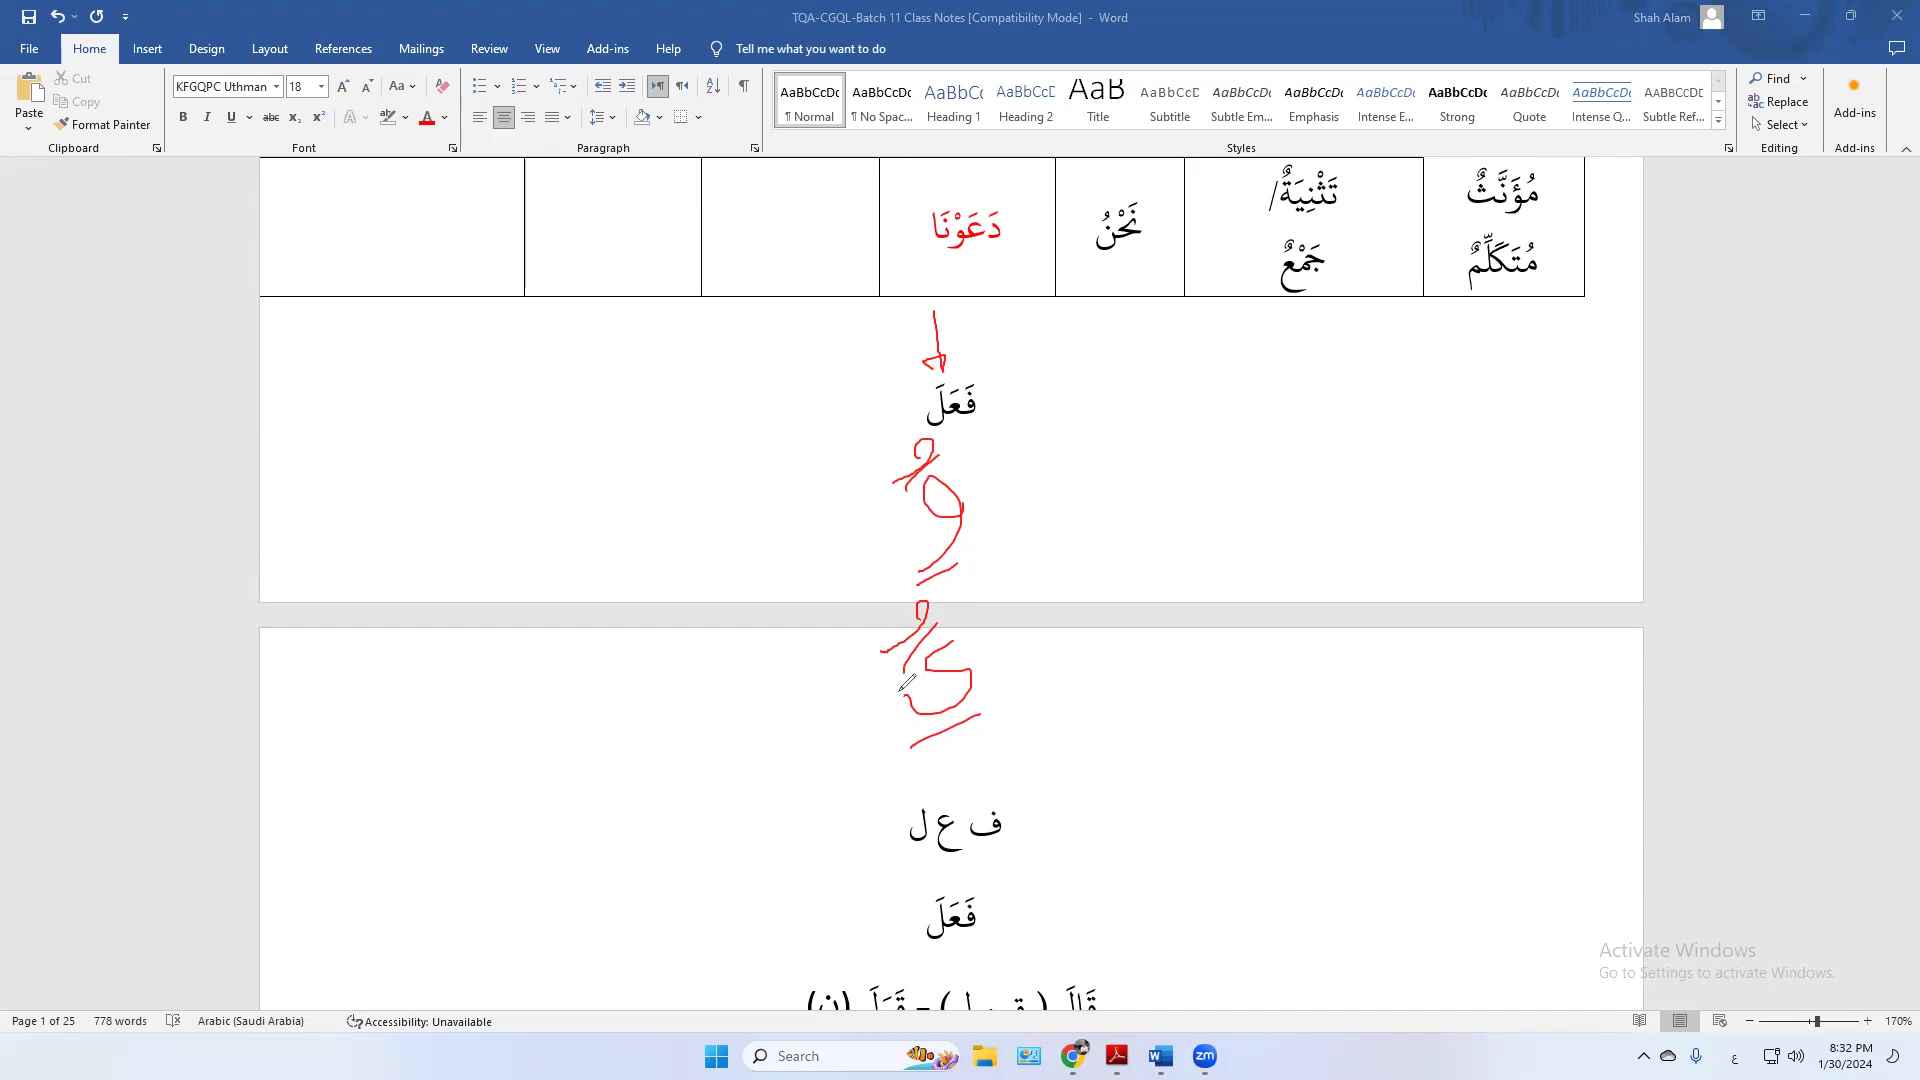 TQA-CGQL-Batch 11 Class Notes [Compatibility Mode] - Word
Shah Alam
File Home Insert Design Layout References Mailings Review View Add-ins Help Tell me what you want to do
Cut
Copy
Format Painter
Paste
Clipboard
KFGQPC Uthman 18
Font
Paragraph
AaBbCcDc AaBbCcDc AaBbCc AaBbCcD AaB AaBbCcD AaBbCcDc AaBbCcDc AaBbCcDc AaBbCcDc AaBbCcDc AaBbCcDc AABBCCDE
¶ Normal ¶ No Spac... Heading 1 Heading 2 Title Subtitle Subtle Em... Emphasis Intense E... Strong Quote Intense Q... Subtle Ref...
Styles
Find
Replace
Select
Editing
Add-ins
Add-ins
مُؤَنَّثٌ
مُتَكَلِّمٌ
تَثْنِيَةٌ/
جَمْعٌ
نَحْنُ
دَعَوْنَا
فَعَلَ
و
ى
ف ع ل
فَعَلَ
Activate Windows
Go to Settings to activate Windows.
Page 1 of 25 778 words Arabic (Saudi Arabia) Accessibility: Unavailable 170%
Search
8:32 PM
1/30/2024